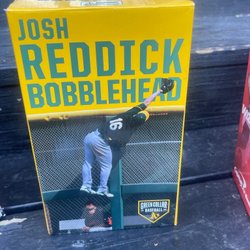 JOSH
REDDICK
BOBBLEHEAD
16
GREEN COLLAR
BASEBALL
A's